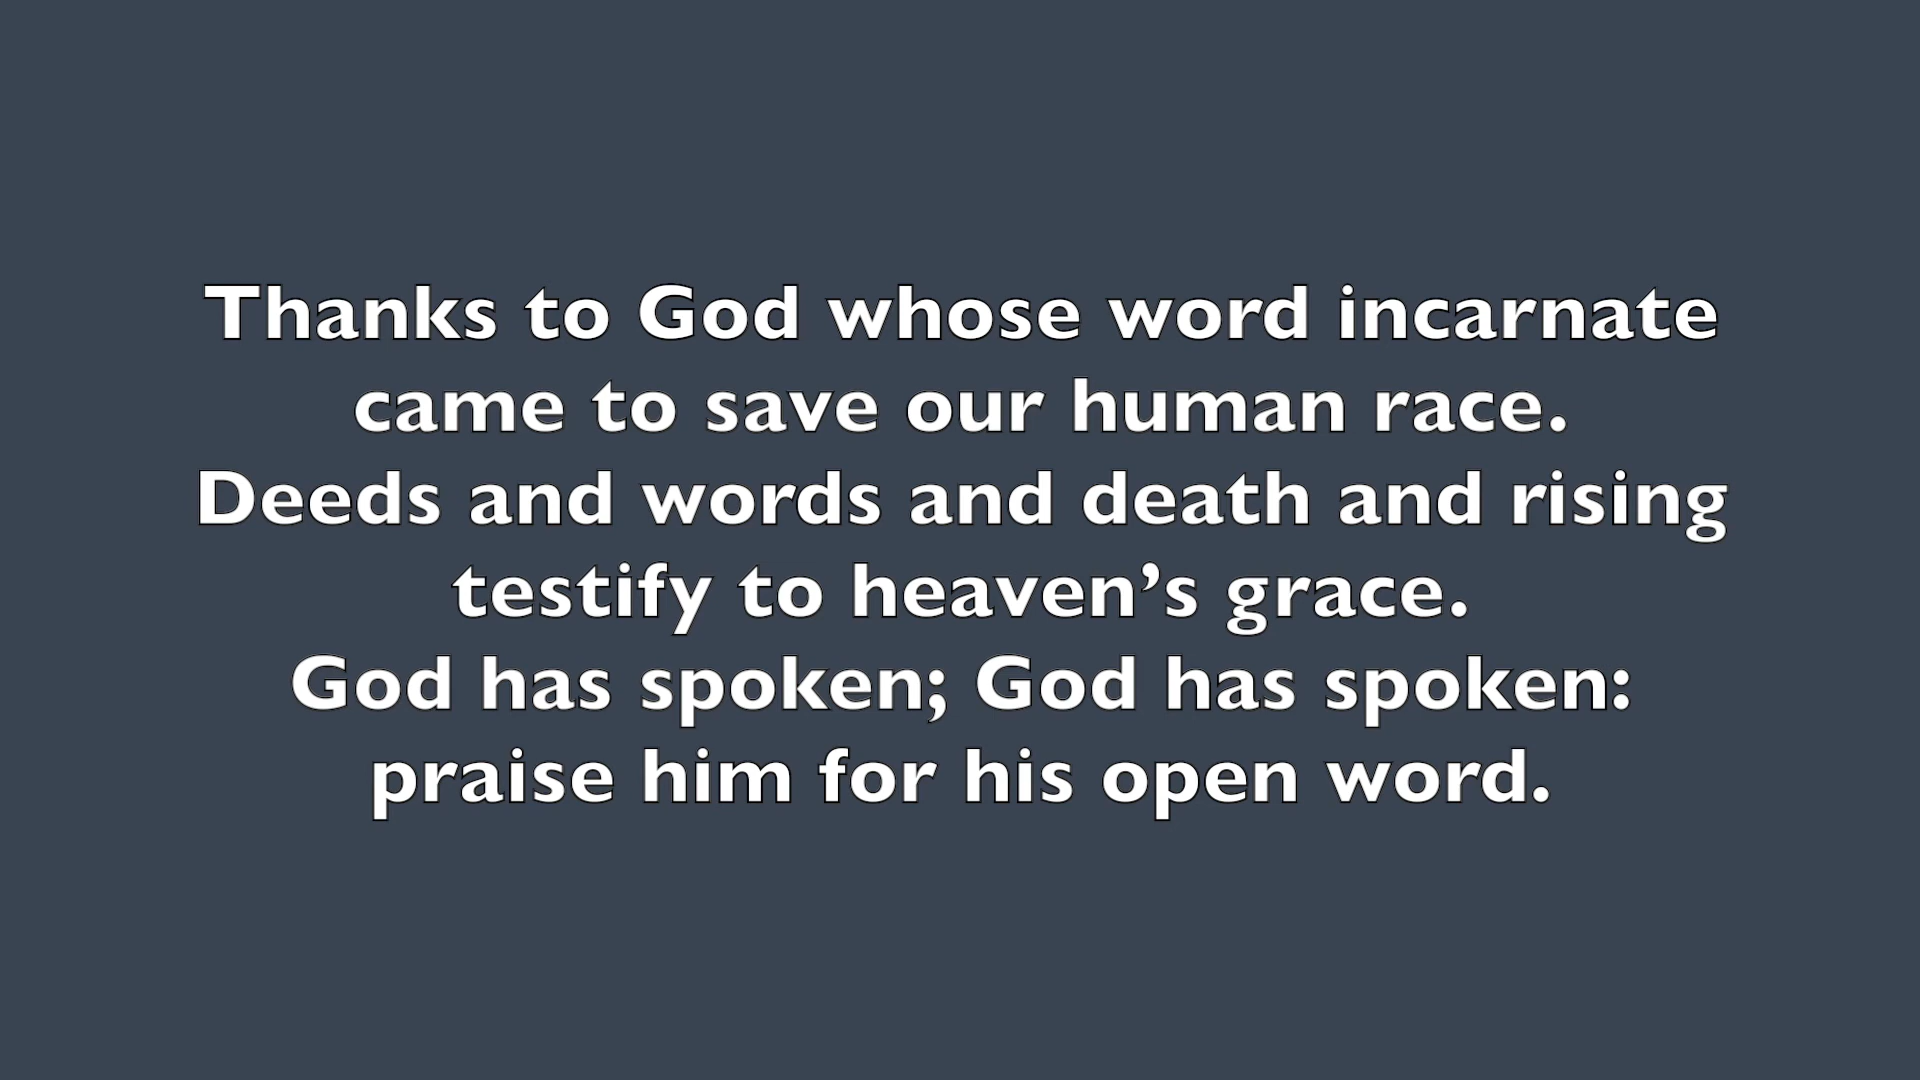 Thanks to God whose word incarnate
came to save our human race.
Deeds and words and death and rising
testify to heaven’s grace.
God has spoken; God has spoken:
praise him for his open word.